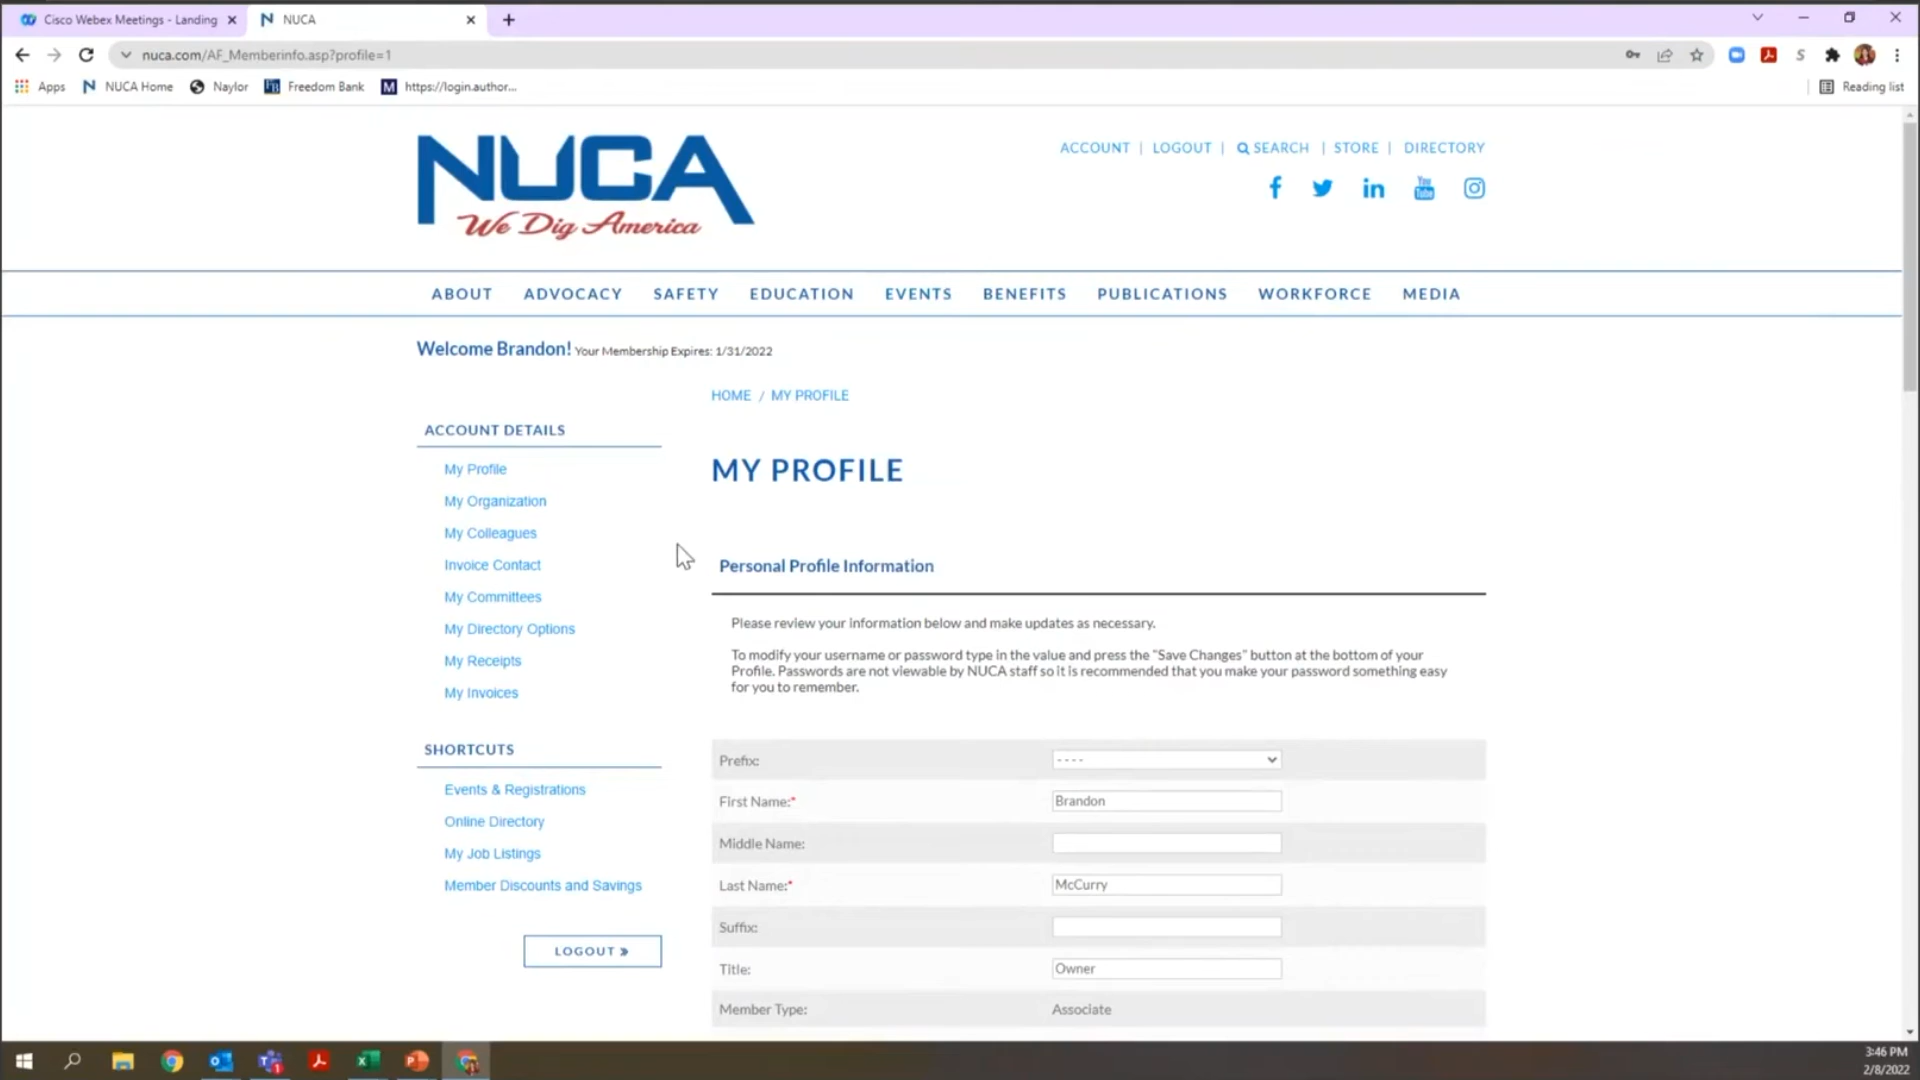 Cisco Webex Meetings - Landing
NUCA
nuca.com/AF_Memberinfo.asp?profile=1
Apps
NUCA Home
Naylor
Freedom Bank
https://login.author...
Reading list
NUCA
We Dig America
ACCOUNT | LOGOUT | SEARCH | STORE | DIRECTORY
ABOUT ADVOCACY SAFETY EDUCATION EVENTS BENEFITS PUBLICATIONS WORKFORCE MEDIA
Welcome Brandon! Your Membership Expires: 1/31/2022
HOME / MY PROFILE
ACCOUNT DETAILS
My Profile
My Organization
My Colleagues
Invoice Contact
My Committees
My Directory Options
My Receipts
My Invoices
SHORTCUTS
Events & Registrations
Online Directory
My Job Listings
Member Discounts and Savings
LOGOUT »
MY PROFILE
Personal Profile Information
Please review your information below and make updates as necessary.
To modify your username or password type in the value and press the "Save Changes" button at the bottom of your
Profile. Passwords are not viewable by NUCA staff so it is recommended that you make your password something easy
for you to remember.
Prefix: ----
First Name:* Brandon
Middle Name:
Last Name:* McCurry
Suffix:
Title: Owner
Member Type: Associate
3:46 PM
2/8/2022